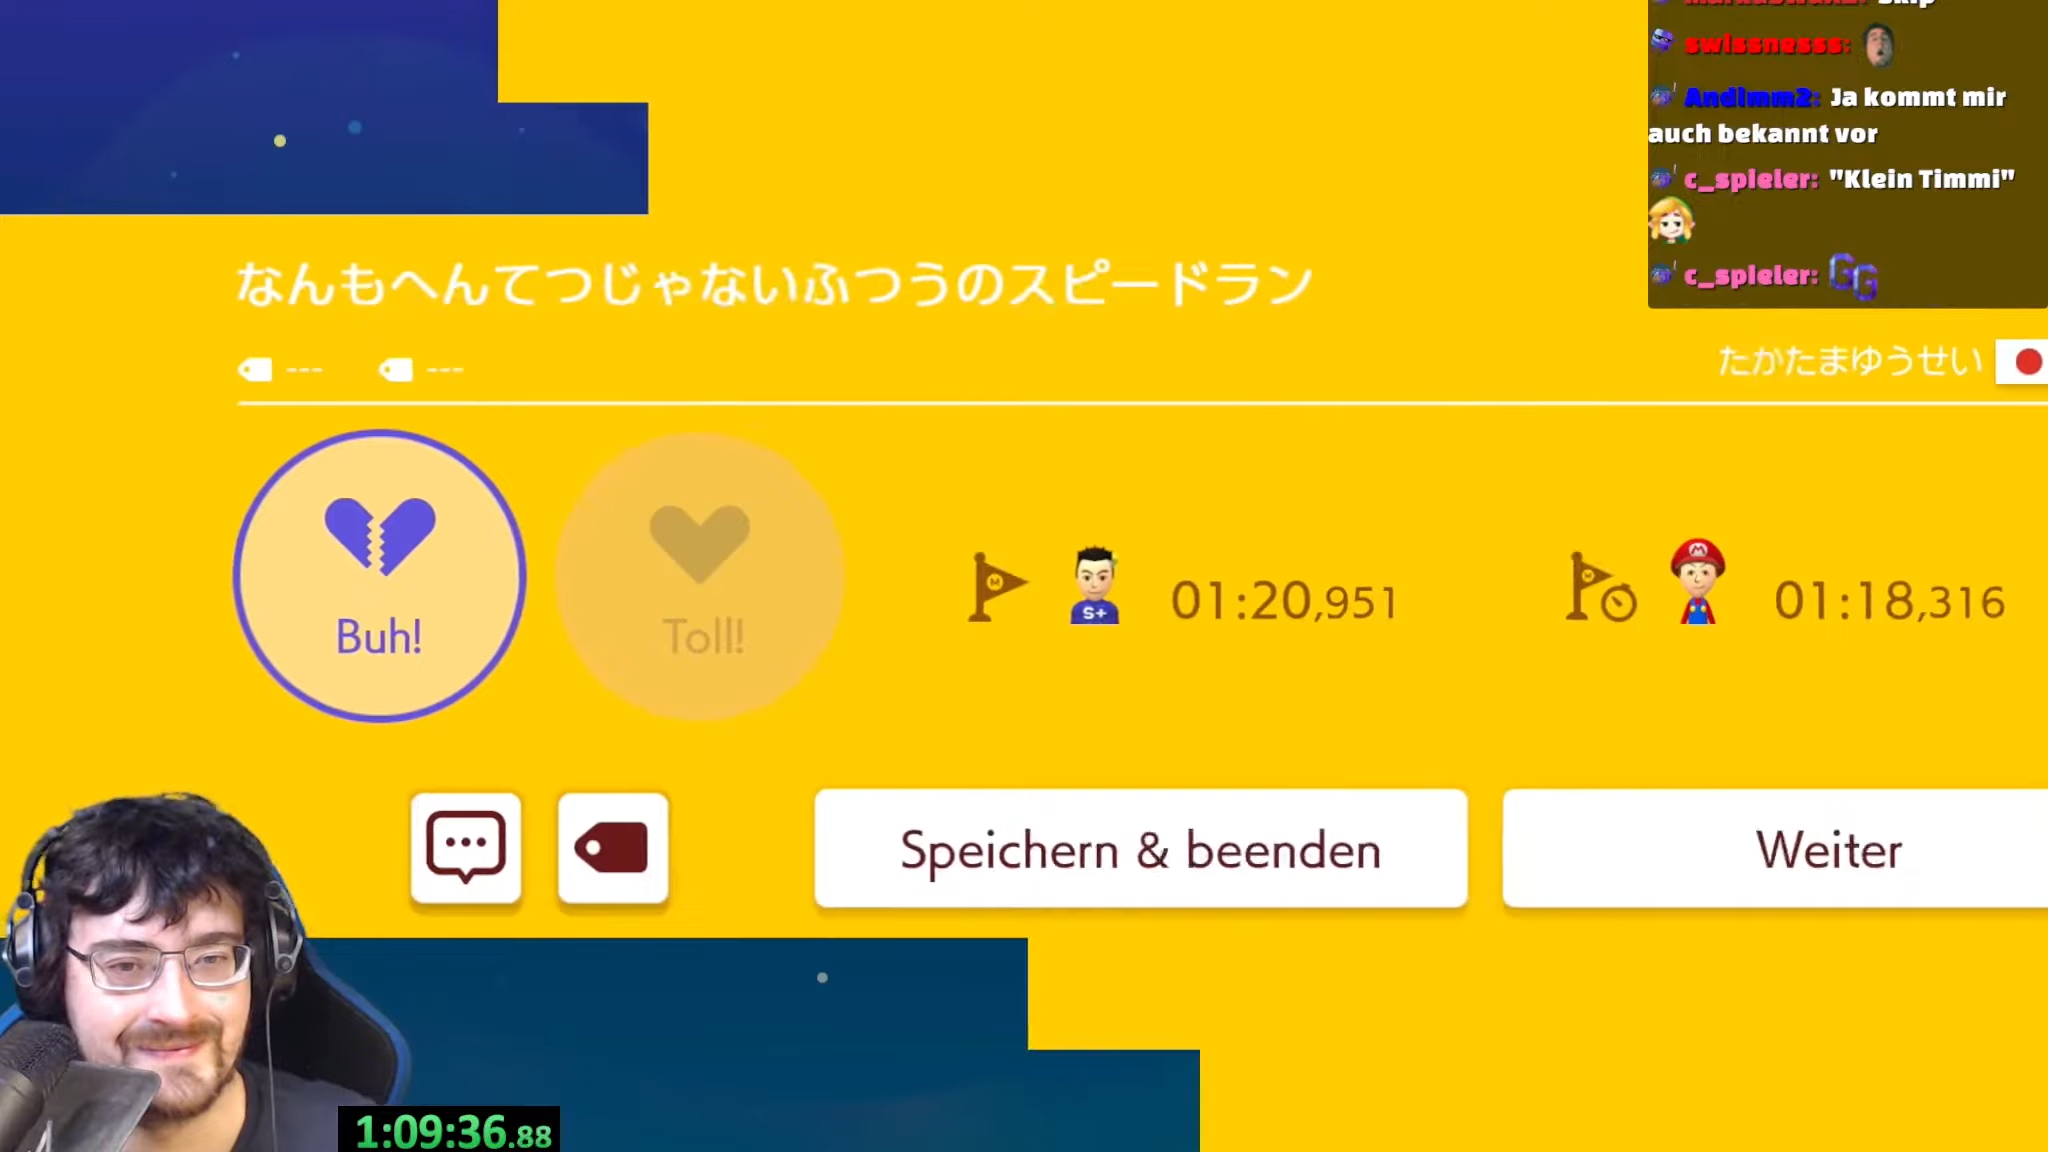 skip
swissnesss:
Andimm2: Ja kommt mir
auch bekannt vor
c_spieler: "Klein Timmi"
c_spieler: GG
なんもへんてつじゃないふつうのスピードラン
--- ---
たかたまゆうせい
Buh!
Toll!
M
S+
01:20,951
M
M
01:18,316
Speichern & beenden
Weiter
1:09:36.88